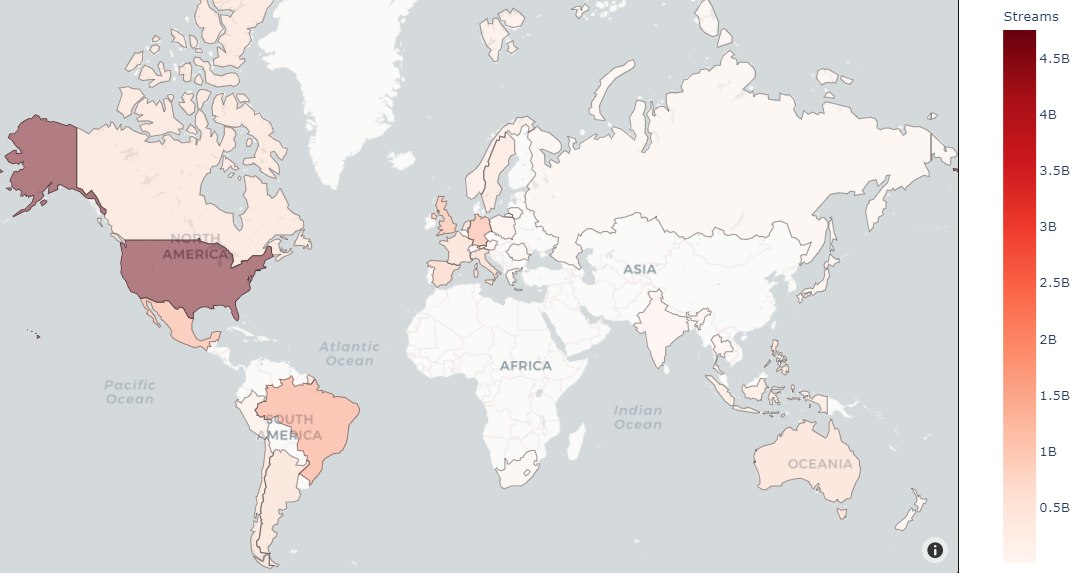 Streams
4.5B
4B
3.5B
3B
2.5B
2B
1.5B
1B
0.5B
NORTH
AMERICA
ASIA
Atlantic
Ocean
AFRICA
Pacific
Ocean
Indian
Ocean
SOUTH
AMERICA
OCEANIA
i